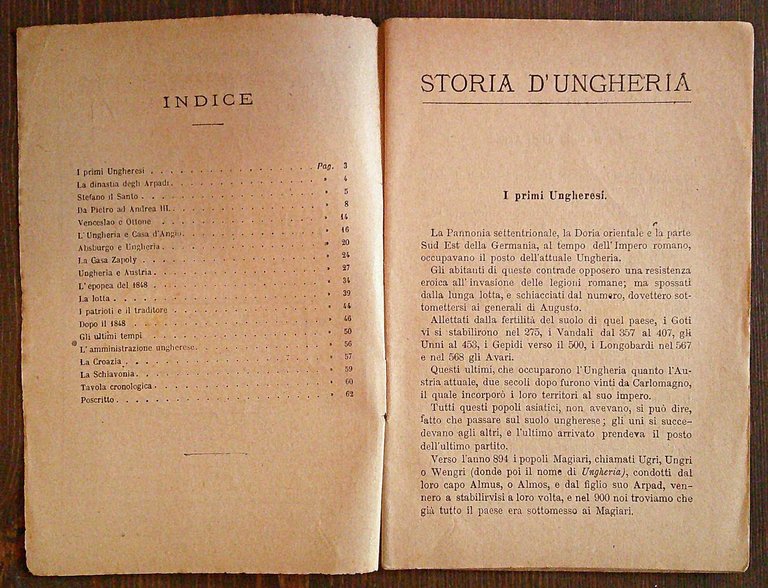 INDICE
I primi Ungheresi . . . . . . . . . . Pag. 3
La dinastia degli Arpadi . . . . . . . . . . » 4
Stefano il Santo . . . . . . . . . . » 5
Da Pietro ad Andrea III. . . . . . . . . . . » 8
Venceslao e Ottone . . . . . . . . . . » 14
L'Ungheria e Casa d'Angiò . . . . . . . . . . » 16
Absburgo e Ungheria . . . . . . . . . . » 20
La Casa Zapoly . . . . . . . . . . » 24
Ungheria e Austria . . . . . . . . . . » 27
L'epopea del 1848 . . . . . . . . . . » 34
La lotta . . . . . . . . . . » 39
I patrioti e il traditore . . . . . . . . . . » 44
Dopo il 1848 . . . . . . . . . . » 46
Gli ultimi tempi . . . . . . . . . . » 50
L'amministrazione ungherese . . . . . . . . . . » 56
La Croazia . . . . . . . . . . » 57
La Schiavonia . . . . . . . . . . » 59
Tavola cronologica . . . . . . . . . . » 60
Poscritto . . . . . . . . . . » 62
STORIA D'UNGHERIA
I primi Ungheresi.
La Pannonia settentrionale, la Doria orientale e la parte
Sud Est della Germania, al tempo dell'Impero romano,
occupavano il posto dell'attuale Ungheria.
Gli abitanti di queste contrade opposero una resistenza
eroica all'invasione delle legioni romane; ma spossati
dalla lunga lotta, e schiacciati dal numero, dovettero sot-
tomettersi ai generali di Augusto.
Allettati dalla fertilità del suolo di quel paese, i Goti
vi si stabilirono nel 275, i Vandali dal 357 al 407, gli
Unni al 453, i Gepidi verso il 500, i Longobardi nel 567
e nel 568 gli Avari.
Questi ultimi, che occuparono l'Ungheria quanto l'Au-
stria attuale, due secoli dopo furono vinti da Carlomagno,
il quale incorporò i loro territori al suo impero.
Tutti questi popoli asiatici, non avevano, si può dire,
fatto che passare sul suolo ungherese; gli uni si succe-
devano agli altri, e l'ultimo arrivato prendeva il posto
dell'ultimo partito.
Verso l'anno 894 i popoli Magiari, chiamati Ugri, Ungri
o Wengri (donde poi il nome di Ungheria), condotti dal
loro capo Almus, o Almos, e dal figlio suo Arpad, ven-
nero a stabilirvisi a loro volta, e nel 900 noi troviamo che
già tutto il paese era sottomesso ai Magiari.